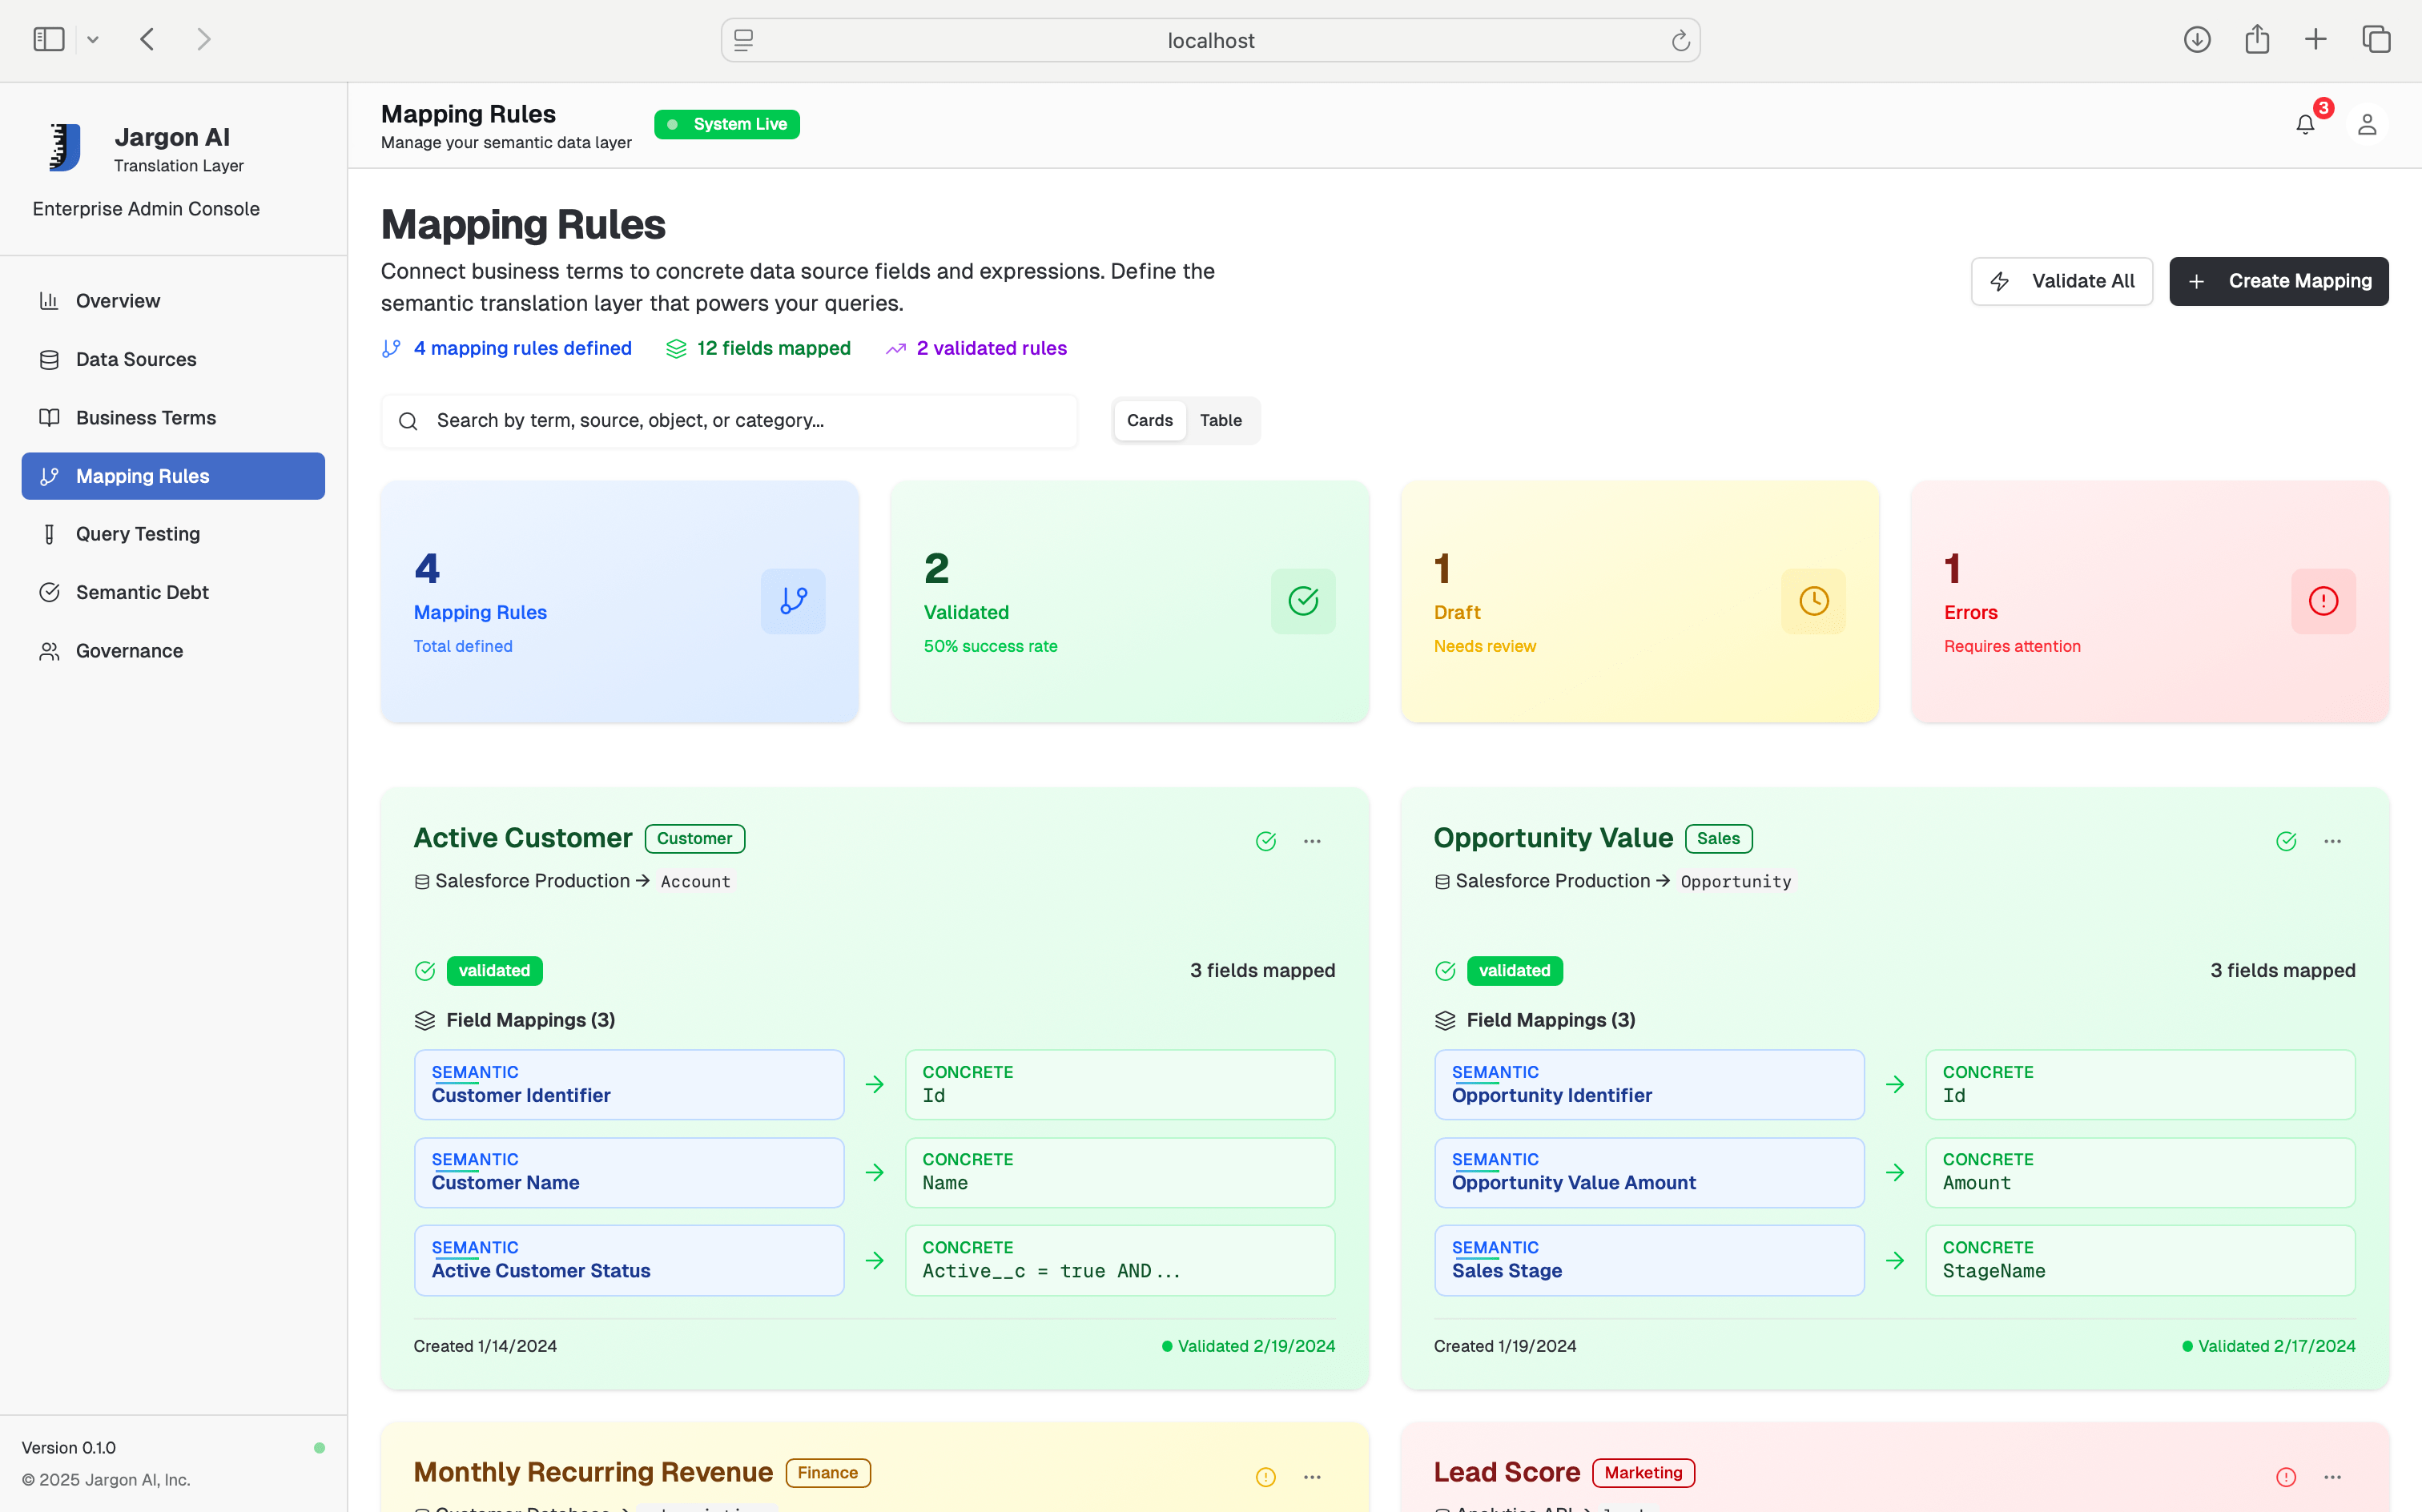 localhost
Jargon AI
Translation Layer
Enterprise Admin Console
Overview
Data Sources
Business Terms
Mapping Rules
Query Testing
Semantic Debt
Governance
Version 0.1.0
© 2025 Jargon AI, Inc.
Mapping Rules
Manage your semantic data layer
System Live
3
Mapping Rules
Connect business terms to concrete data source fields and expressions. Define the
semantic translation layer that powers your queries.
4 mapping rules defined
12 fields mapped
2 validated rules
Validate All
Create Mapping
Search by term, source, object, or category...
Cards
Table
4
Mapping Rules
Total defined
2
Validated
50% success rate
1
Draft
Needs review
1
Errors
Requires attention
Active Customer
Customer
Salesforce Production → Account
validated
3 fields mapped
Field Mappings (3)
SEMANTIC
Customer Identifier
CONCRETE
Id
SEMANTIC
Customer Name
CONCRETE
Name
SEMANTIC
Active Customer Status
CONCRETE
Active__c = true AND...
Created 1/14/2024
Validated 2/19/2024
Opportunity Value
Sales
Salesforce Production → Opportunity
validated
3 fields mapped
Field Mappings (3)
SEMANTIC
Opportunity Identifier
CONCRETE
Id
SEMANTIC
Opportunity Value Amount
CONCRETE
Amount
SEMANTIC
Sales Stage
CONCRETE
StageName
Created 1/19/2024
Validated 2/17/2024
Monthly Recurring Revenue
Finance
Customer Database →
Lead Score
Marketing
Analytics API →